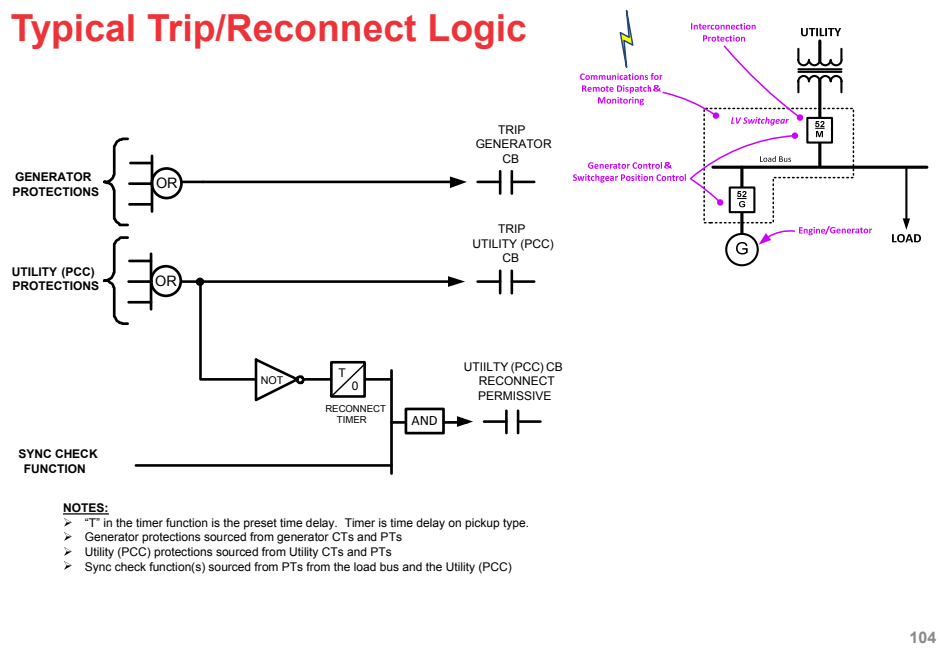 Typical Trip/Reconnect Logic
GENERATOR
PROTECTIONS
OR
TRIP
GENERATOR
CB
UTILITY (PCC)
PROTECTIONS
OR
TRIP
UTILITY (PCC)
CB
NOT
T
0
RECONNECT
TIMER
AND
UTIILTY (PCC) CB
RECONNECT
PERMISSIVE
SYNC CHECK
FUNCTION
Interconnection
Protection
UTILITY
Communications for
Remote Dispatch &
Monitoring
LV Switchgear
52
M
Load Bus
Generator Control &
Switchgear Position Control
52
G
Engine/Generator
G
LOAD
NOTES:
➢ “T” in the timer function is the preset time delay. Timer is time delay on pickup type.
➢ Generator protections sourced from generator CTs and PTs
➢ Utility (PCC) protections sourced from Utility CTs and PTs
➢ Sync check function(s) sourced from PTs from the load bus and the Utility (PCC)
104